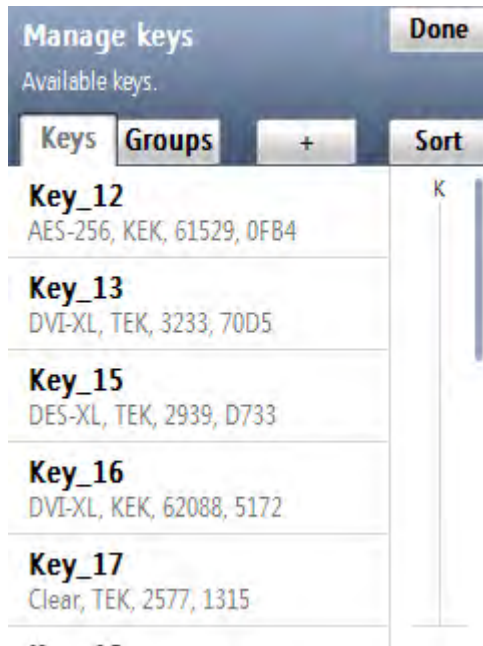 Manage keys
Done
Available keys.
Keys
Groups
+
Sort
K
Key_12
AES-256, KEK, 61529, 0FB4
Key_13
DVI-XL, TEK, 3233, 70D5
Key_15
DES-XL, TEK, 2939, D733
Key_16
DVI-XL, KEK, 62088, 5172
Key_17
Clear, TEK, 2577, 1315